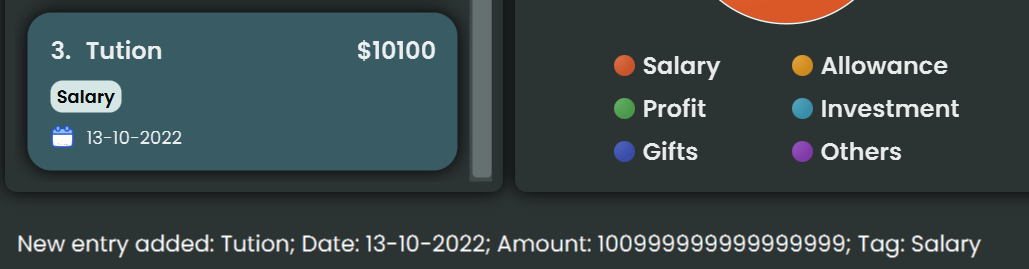 3. Tution $10100
Salary
13-10-2022
Salary Allowance
Profit Investment
Gifts Others
New entry added: Tution; Date: 13-10-2022; Amount: 100999999999999999; Tag: Salary